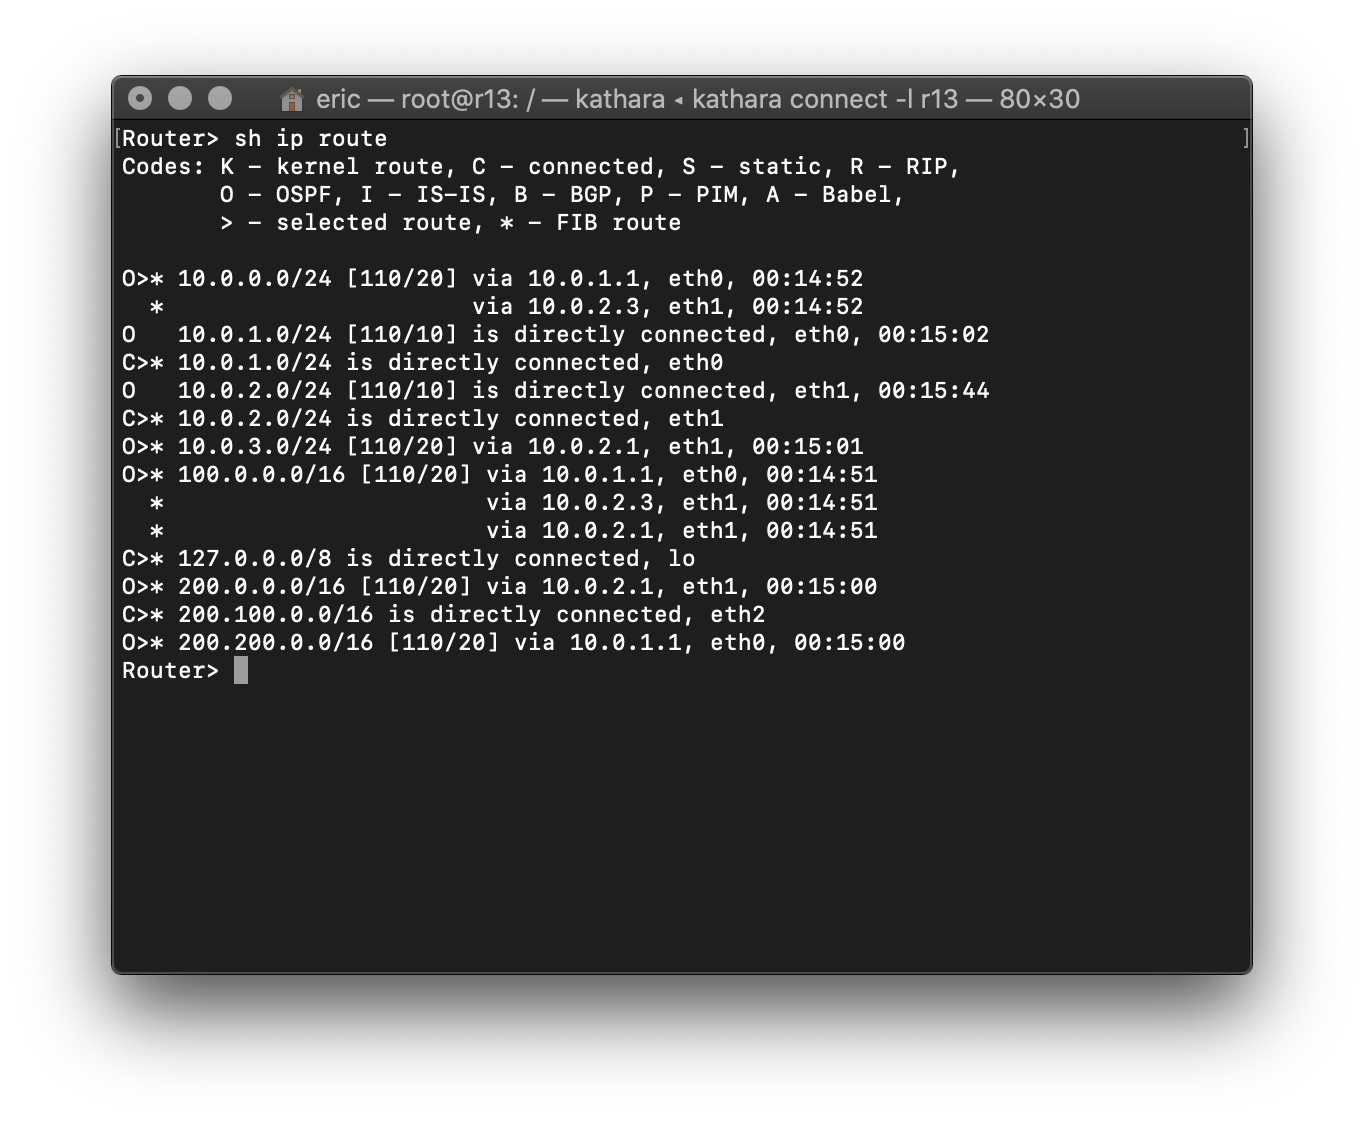 eric — root@r13: / — kathara ◂ kathara connect -l r13 — 80×30
[Router> sh ip route ]
Codes: K - kernel route, C - connected, S - static, R - RIP,
       O - OSPF, I - IS-IS, B - BGP, P - PIM, A - Babel,
       > - selected route, * - FIB route

O>* 10.0.0.0/24 [110/20] via 10.0.1.1, eth0, 00:14:52
  *                      via 10.0.2.3, eth1, 00:14:52
O   10.0.1.0/24 [110/10] is directly connected, eth0, 00:15:02
C>* 10.0.1.0/24 is directly connected, eth0
O   10.0.2.0/24 [110/10] is directly connected, eth1, 00:15:44
C>* 10.0.2.0/24 is directly connected, eth1
O>* 10.0.3.0/24 [110/20] via 10.0.2.1, eth1, 00:15:01
O>* 100.0.0.0/16 [110/20] via 10.0.1.1, eth0, 00:14:51
  *                       via 10.0.2.3, eth1, 00:14:51
  *                       via 10.0.2.1, eth1, 00:14:51
C>* 127.0.0.0/8 is directly connected, lo
O>* 200.0.0.0/16 [110/20] via 10.0.2.1, eth1, 00:15:00
C>* 200.100.0.0/16 is directly connected, eth2
O>* 200.200.0.0/16 [110/20] via 10.0.1.1, eth0, 00:15:00
Router>